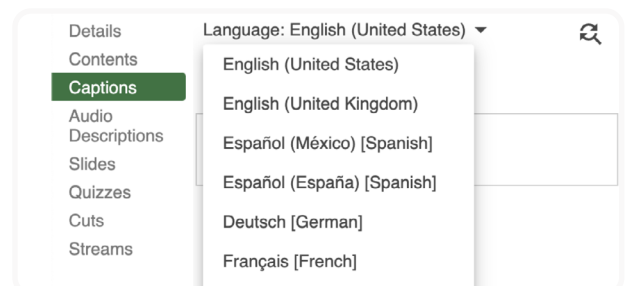 Details
Contents
Captions
Audio
Descriptions
Slides
Quizzes
Cuts
Streams
Language: English (United States)
English (United States)
English (United Kingdom)
Español (México) [Spanish]
Español (España) [Spanish]
Deutsch [German]
Français [French]